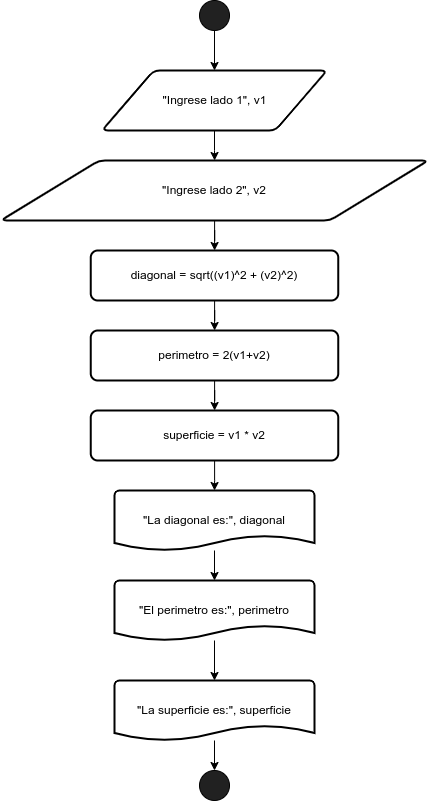 "Ingrese lado 1", v1
"Ingrese lado 2", v2
diagonal = sqrt((v1)^2 + (v2)^2)
perimetro = 2(v1+v2)
superficie = v1 * v2
"La diagonal es:", diagonal
"El perimetro es:", perimetro
"La superficie es:", superficie